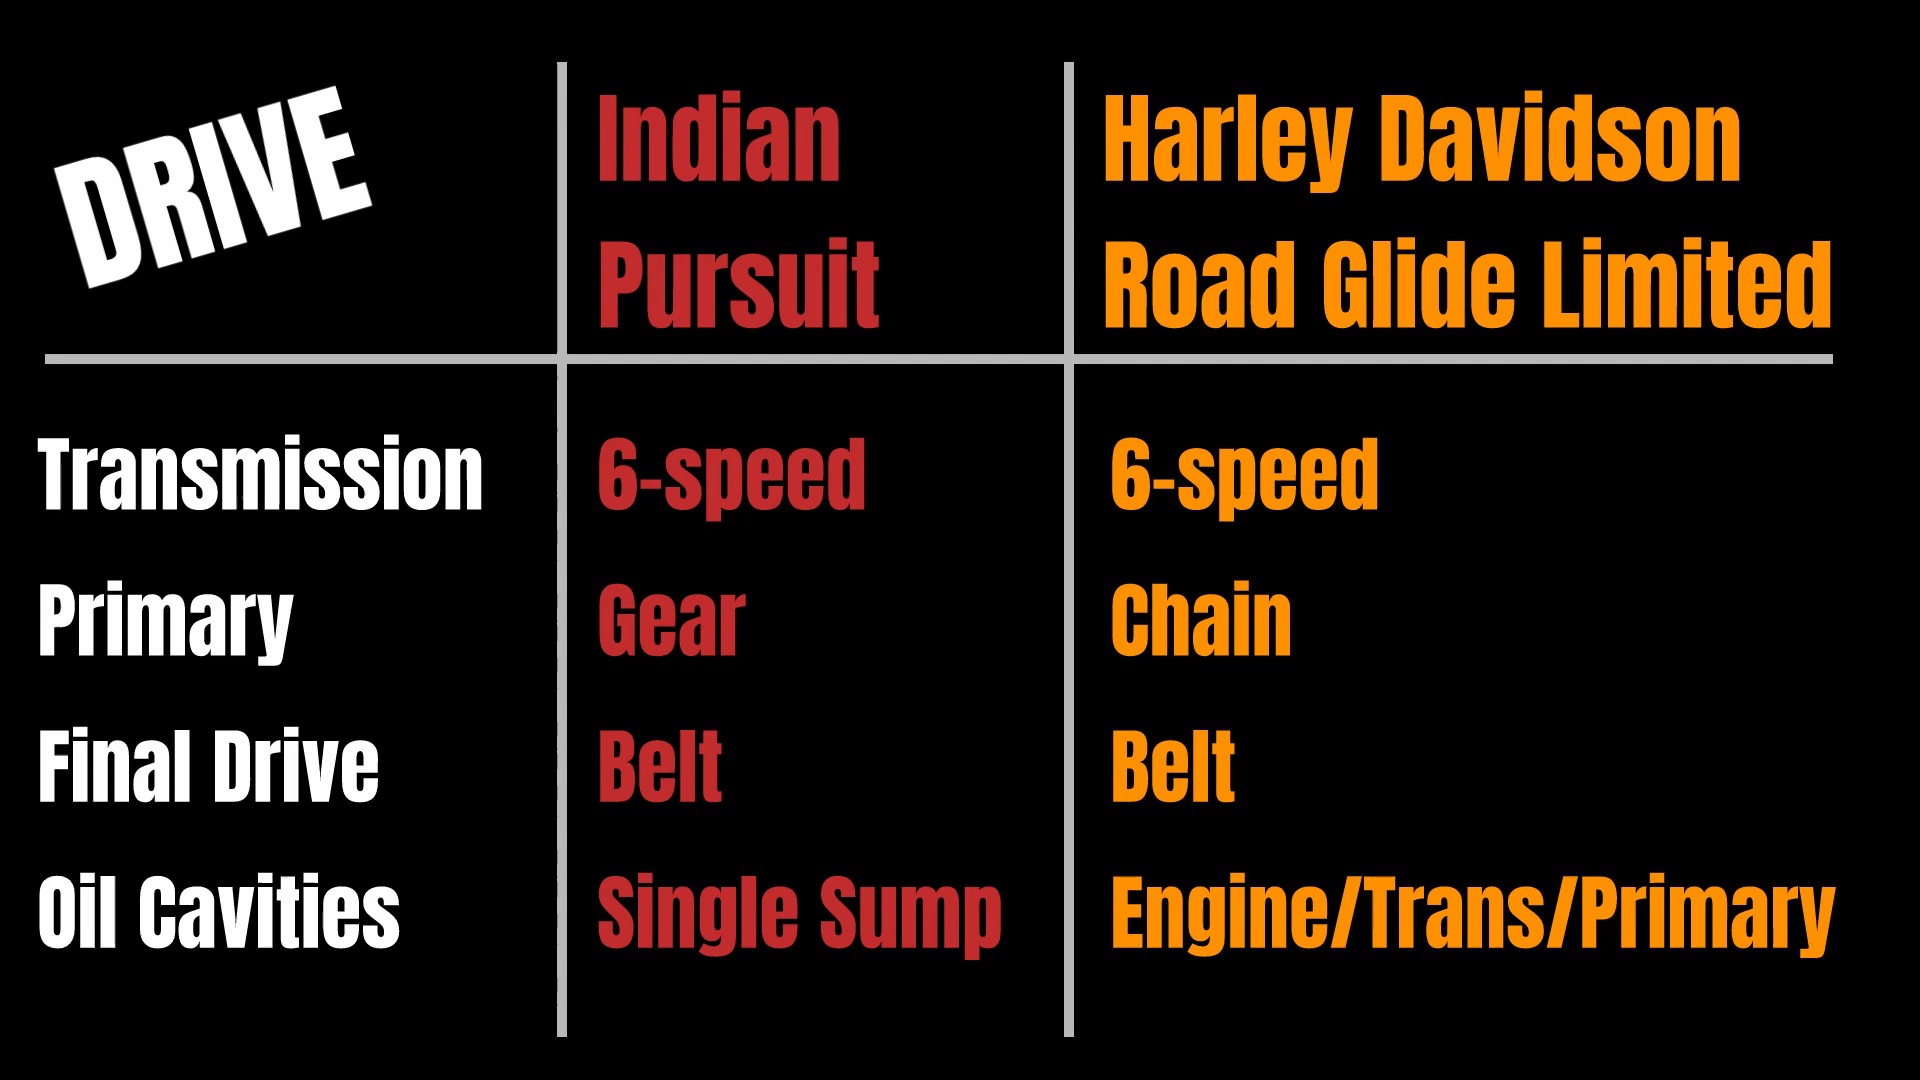 DRIVE
Indian
Pursuit
Harley Davidson
Road Glide Limited
Transmission 6-speed 6-speed
Primary Gear Chain
Final Drive Belt Belt
Oil Cavities Single Sump Engine/Trans/Primary